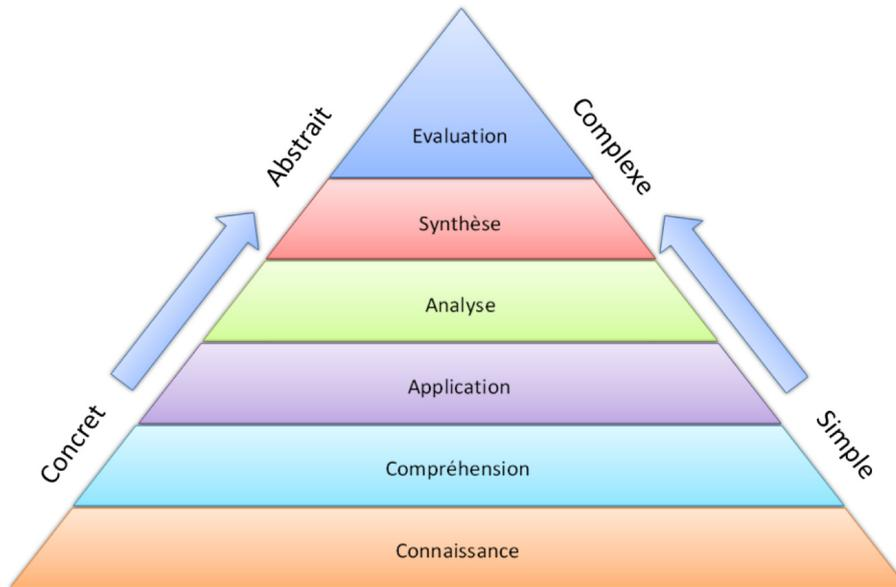 Abstrait
Complexe
Evaluation
Synthèse
Analyse
Application
Concret
Simple
Compréhension
Connaissance